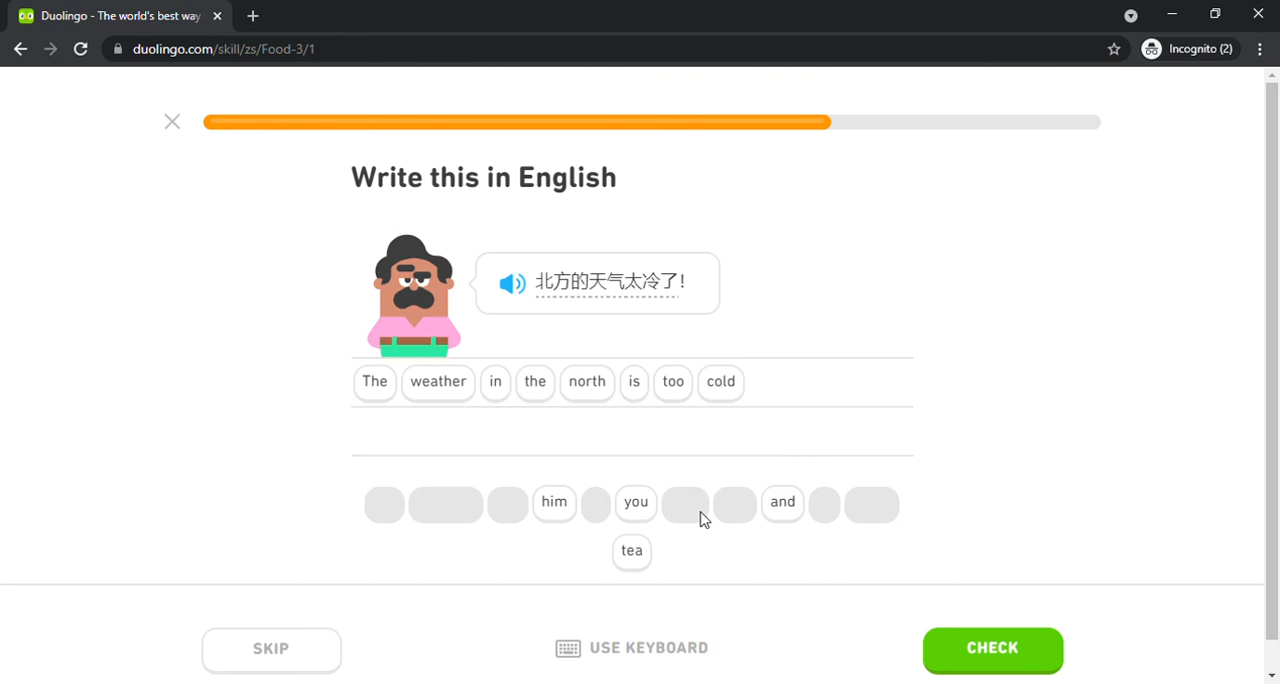 Duolingo - The world's best way
duolingo.com/skill/zs/Food-3/1
Incognito (2)
Write this in English
北方的天气太冷了!
The weather in the north is too cold
him you and
tea
SKIP
USE KEYBOARD
CHECK